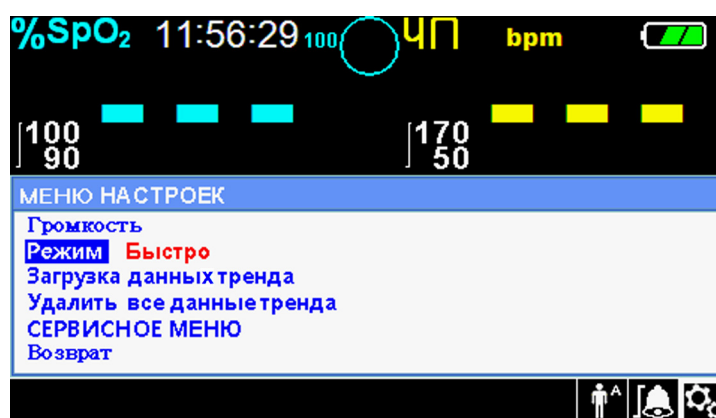 %SpO₂ 11:56:29 100 ЧП bpm
100 170
90 50
МЕНЮ НАСТРОЕК
Громкость
Режим Быстро
Загрузка данных тренда
Удалить все данные тренда
СЕРВИСНОЕ МЕНЮ
Возврат
A